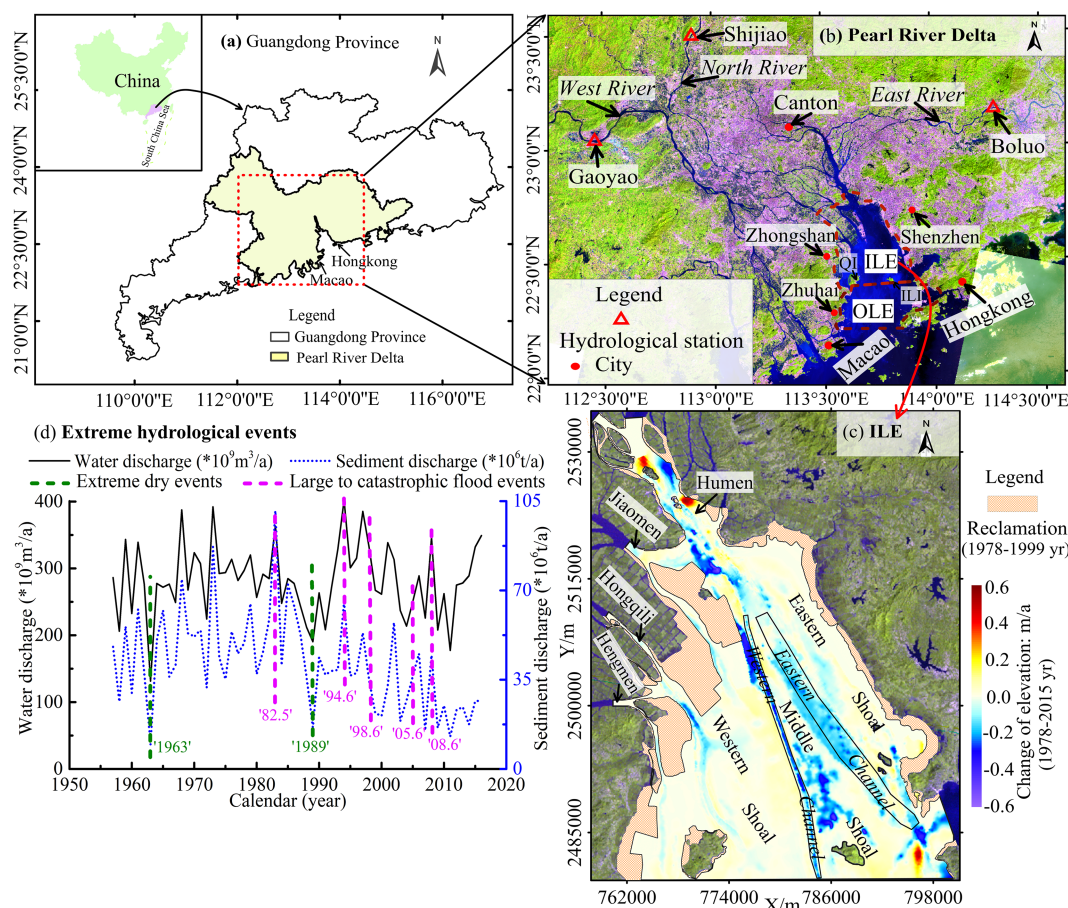 (a) Guangdong Province
N
China
South China Sea
Hongkong
Macao
Legend
Guangdong Province
Pearl River Delta
25°30'0"N
24°0'0"N
22°30'0"N
21°0'0"N
110°0'0"E
112°0'0"E
114°0'0"E
116°0'0"E
(b) Pearl River Delta
N
Shijiao
North River
West River
Canton
East River
Boluo
Gaoyao
Zhongshan
Shenzhen
QI
ILE
Zhuhai
ILI
OLE
Hongkong
Macao
Legend
Hydrological station
City
23°30'0"N
23°0'0"N
22°30'0"N
22°0'0"N
112°30'0"E
113°0'0"E
113°30'0"E
114°0'0"E
114°30'0"E
(c) ILE
N
Humen
Jiaomen
Hongqili
Hengmen
Eastern
Shoal
Eastern
Channel
Western
Channel
Middle
Shoal
Western
Shoal
Legend
Reclamation
(1978-1999 yr)
0.6
0.4
0.2
0.0
-0.2
-0.4
-0.6
Change of elevation: m/a
(1978-2015 yr)
Y/m
2530000
2515000
2500000
2485000
762000
774000
786000
798000
X/m
(d) Extreme hydrological events
Water discharge (*10⁹m³/a)
Sediment discharge (*10⁶t/a)
Extreme dry events
Large to catastrophic flood events
Water discharge (*10⁹m³/a)
400
300
200
100
0
Sediment discharge (*10⁶t/a)
105
70
35
0
'1963'
'82.5'
'1989'
'94.6'
'98.6'
'05.6'
'08.6'
1950
1960
1970
1980
1990
2000
2010
2020
Calendar (year)